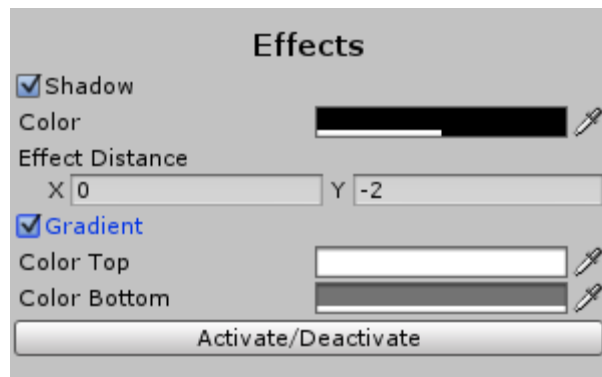 Effects
Shadow
Color
Effect Distance
X 0 Y -2
Gradient
Color Top
Color Bottom
Activate/Deactivate